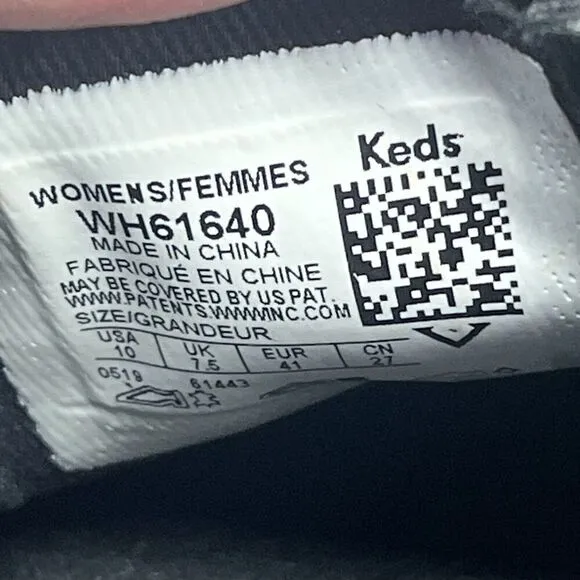 Keds
WOMENS/FEMMES
WH61640
MADE IN CHINA
FABRIQUÉ EN CHINE
MAY BE COVERED BY US PAT.
WWW.PATENTS.WWWINC.COM
SIZE/GRANDEUR
USA UK EUR CN
10 7.5 41 27
0519 61443